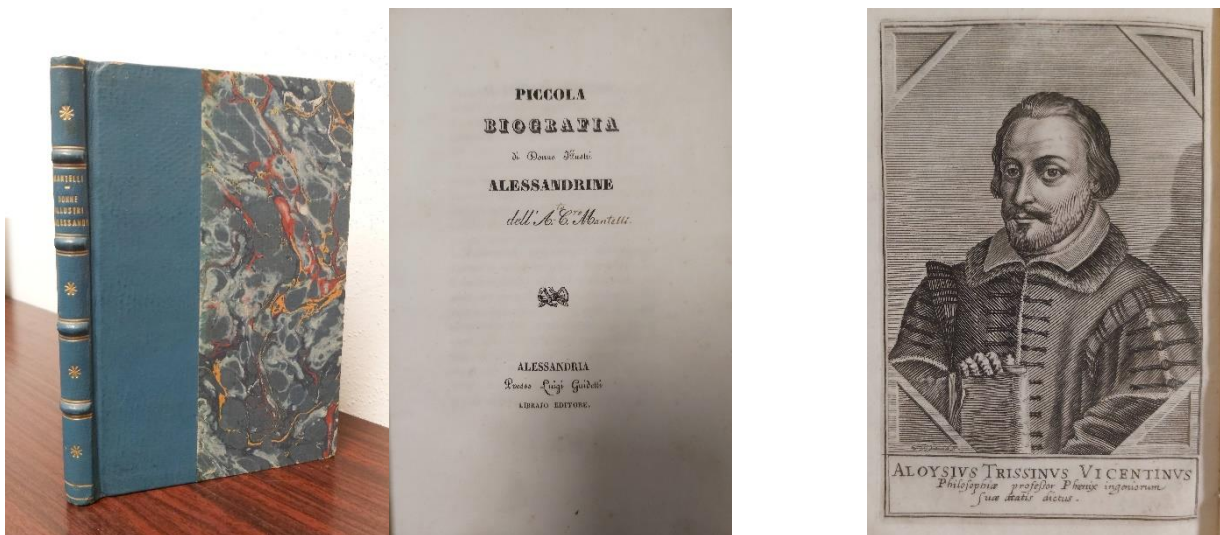 MANTELLI
DONNE
ILLUSTRI
ALESSAND
PICCOLA
BIOGRAFIA
di Donne Illustri
ALESSANDRINE
dell' A. C.re Mantelli.
ALESSANDRIA
Presso Luigi Guidetti
LIBRAIO EDITORE.
ALOYSIVS TRISSINVS VICENTINVS
Philosophiæ profeſsor Phœnix ingeniorum
ſuæ ætatis dictus.